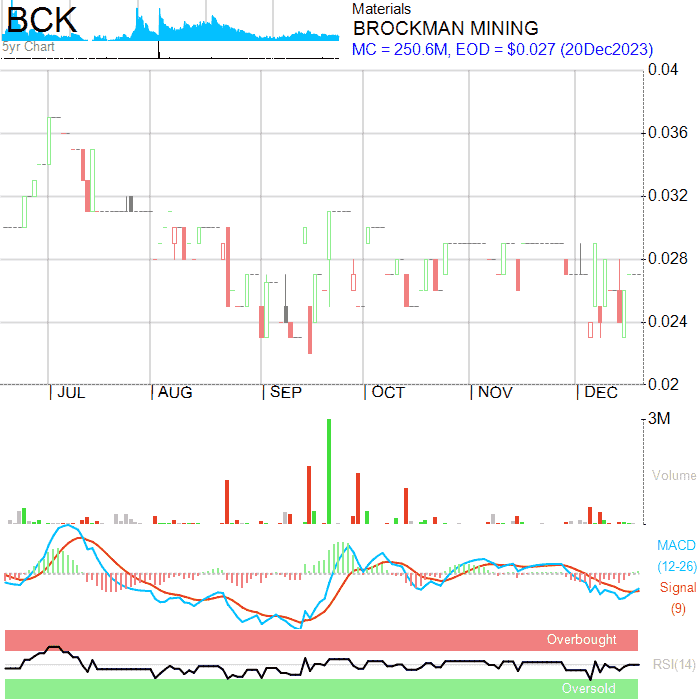 BCK
5yr Chart
Materials
BROCKMAN MINING
MC = 250.6M, EOD = $0.027 (20Dec2023)
0.04
0.036
0.032
0.028
0.024
0.02
JUL AUG SEP OCT NOV DEC
3M
Volume
MACD
(12-26)
Signal
(9)
Overbought
RSI(14)
Oversold